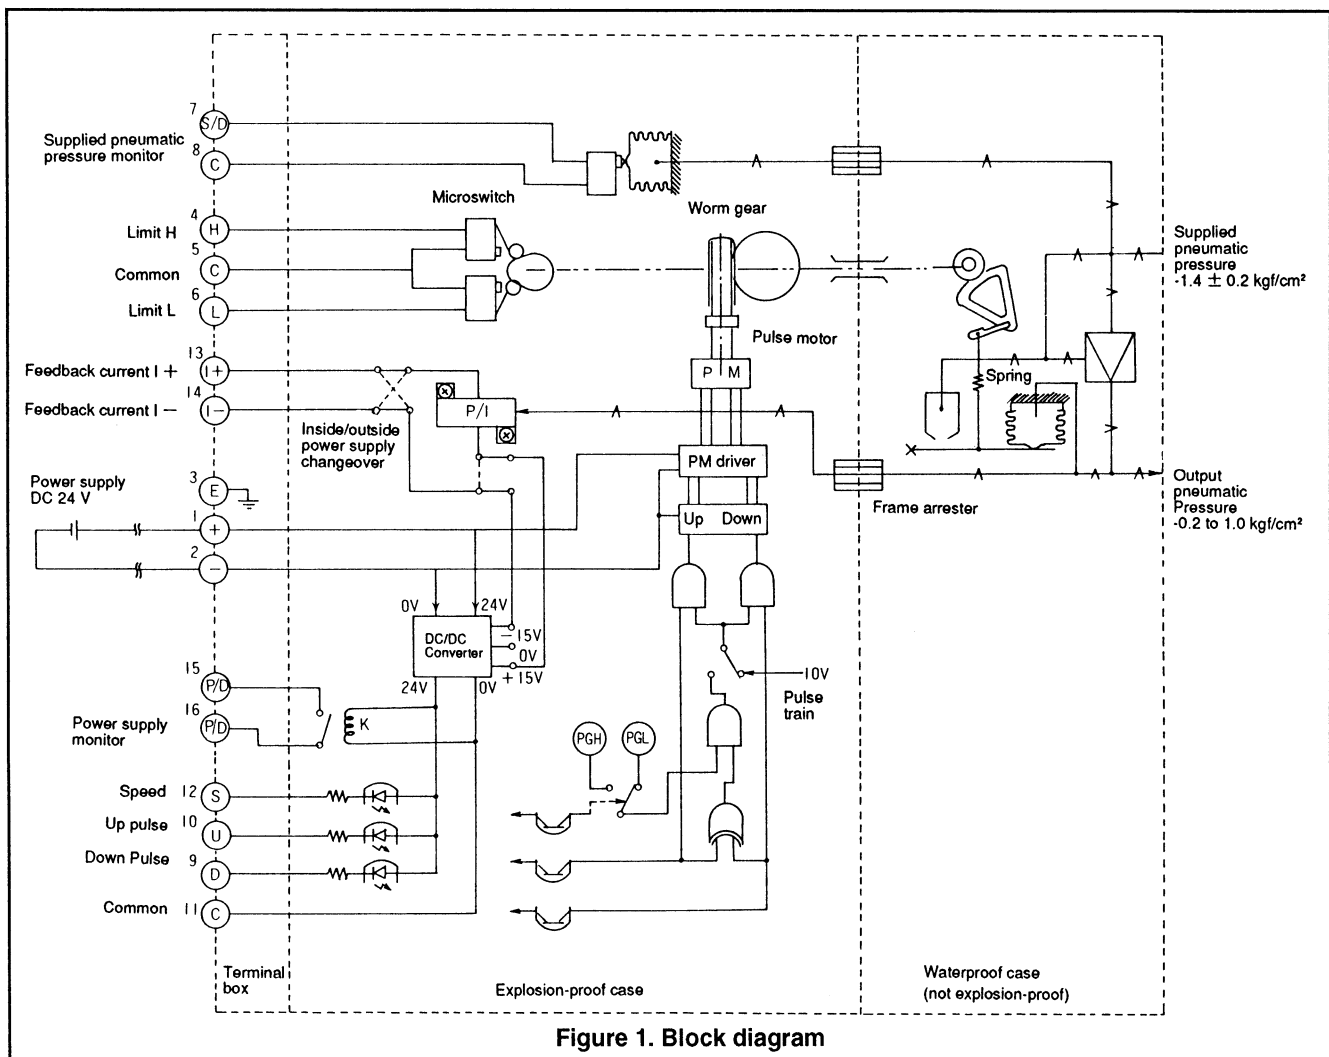 7
S/D
Supplied pneumatic
pressure monitor
8
C
Microswitch
Worm gear
4
Limit H
H
5
Common
C
6
Limit L
L
Supplied
pneumatic
pressure
-1.4 ± 0.2 kgf/cm²
Pulse motor
13
Feedback current I +
I+
14
Feedback current I −
I−
P M
P/I
Spring
Inside/outside
power supply
changeover
PM driver
Power supply
DC 24 V
3
E
1
+
2
−
Frame arrester
Output
pneumatic
Pressure
-0.2 to 1.0 kgf/cm²
Up Down
0V
24V
DC/DC
Converter
−15V
0V
+15V
24V
0V
10V
Pulse
train
15
P/D
16
P/D
Power supply
monitor
K
PGH
PGL
Speed 12
S
Up pulse 10
U
Down Pulse 9
D
Common 11
C
Terminal
box
Explosion-proof case
Waterproof case
(not explosion-proof)
Figure 1. Block diagram